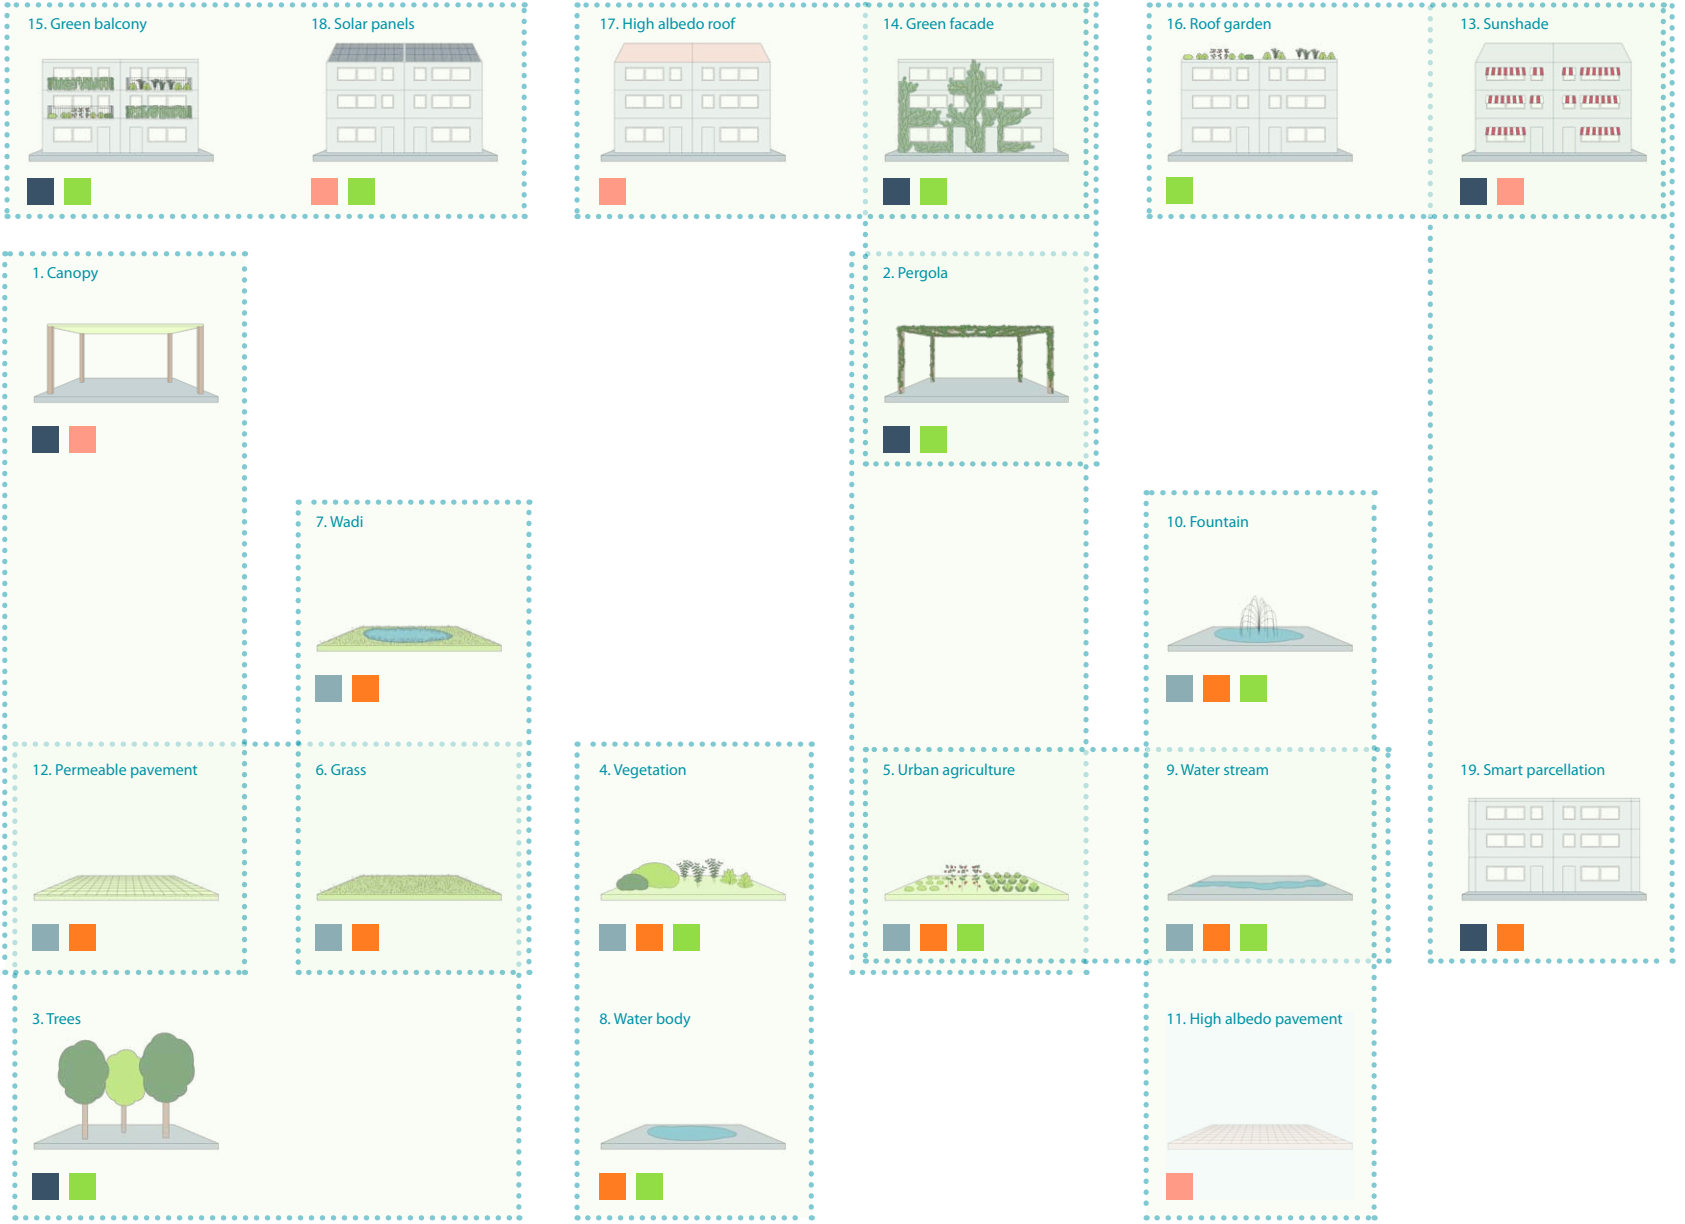 15. Green balcony
18. Solar panels
17. High albedo roof
14. Green facade
16. Roof garden
13. Sunshade
1. Canopy
2. Pergola
7. Wadi
10. Fountain
12. Permeable pavement
6. Grass
4. Vegetation
5. Urban agriculture
9. Water stream
19. Smart parcellation
3. Trees
8. Water body
11. High albedo pavement